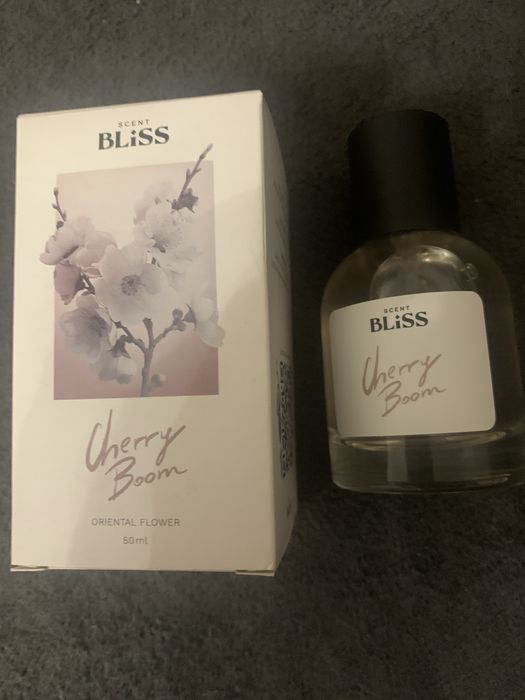 SCENT
BLiSS
Cherry
Boom
ORIENTAL FLOWER
50ml
SCENT
BLiSS
Cherry
Boom